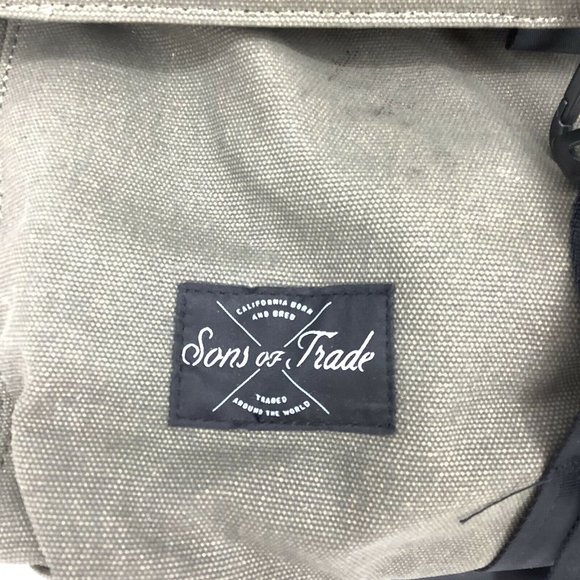 CALIFORNIA BORN
AND BRED
Sons of Trade
TRADED
AROUND THE WORLD